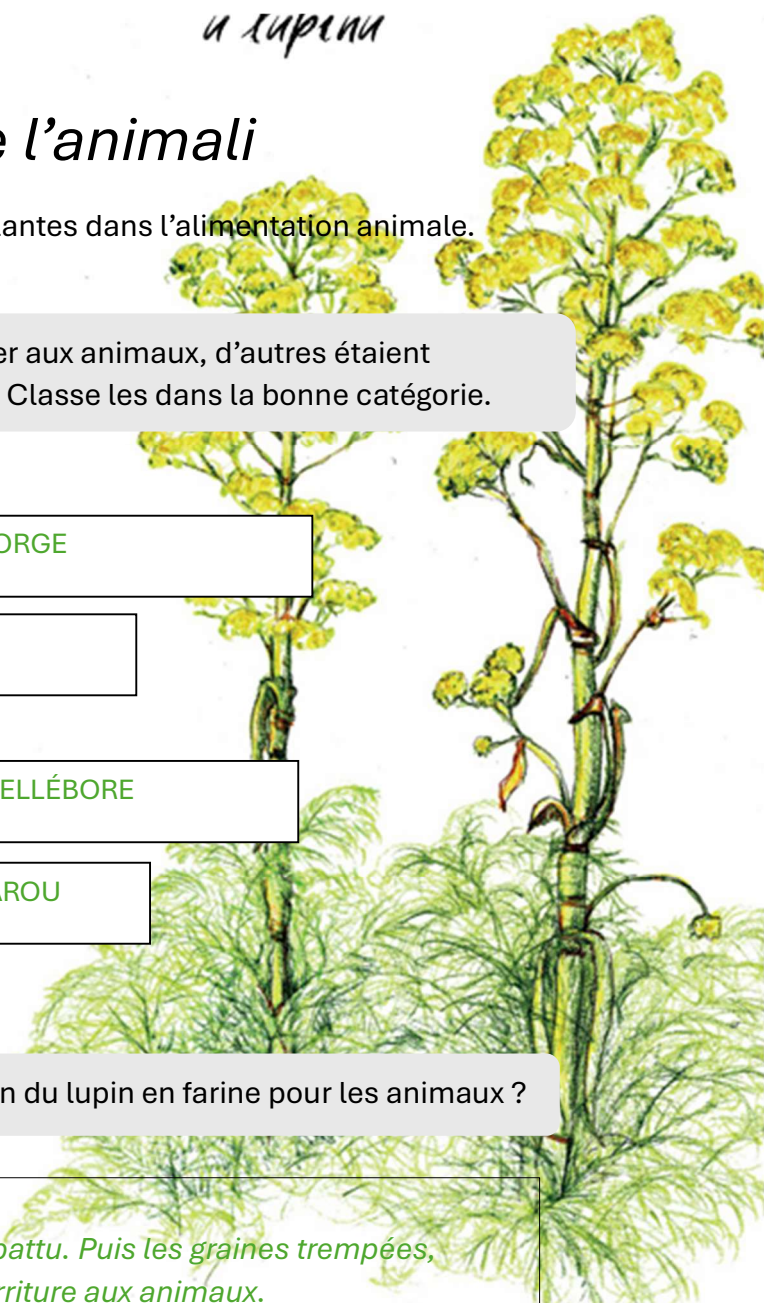 u lupinu
e l'animali
lantes dans l'alimentation animale.
er aux animaux, d'autres étaient
Classe les dans la bonne catégorie.
ORGE
ELLÉBORE
AROU
n du lupin en farine pour les animaux ?
battu. Puis les graines trempées,
rriture aux animaux.